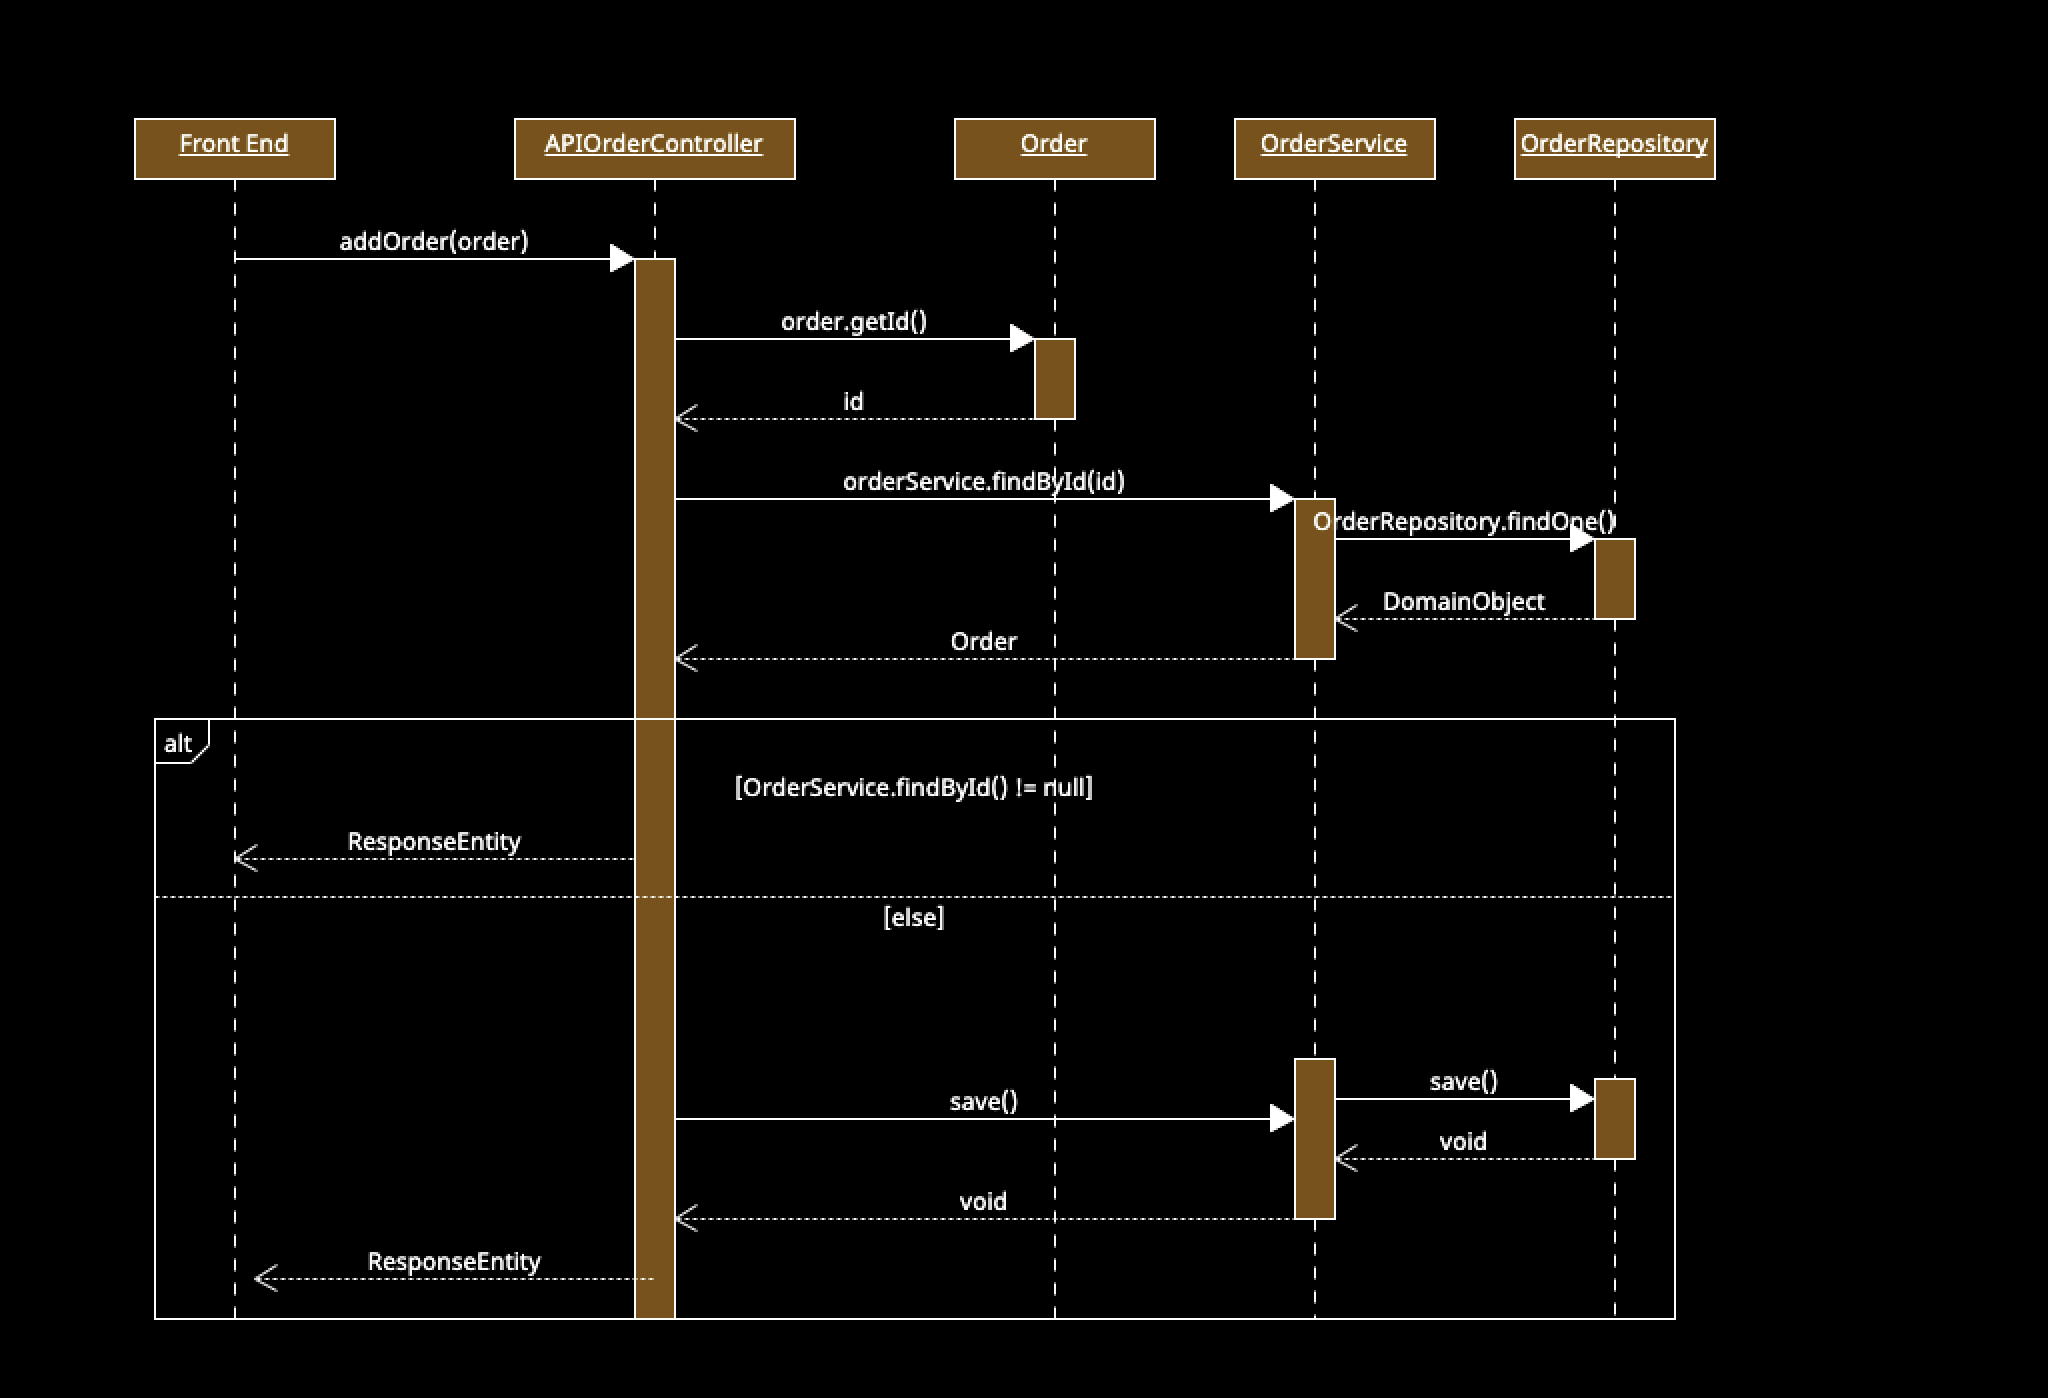 Front End
APIOrderController
Order
OrderService
OrderRepository
addOrder(order)
order.getId()
id
orderService.findById(id)
OrderRepository.findOne()
DomainObject
Order
alt
[OrderService.findById() != null]
ResponseEntity
[else]
save()
save()
void
void
ResponseEntity